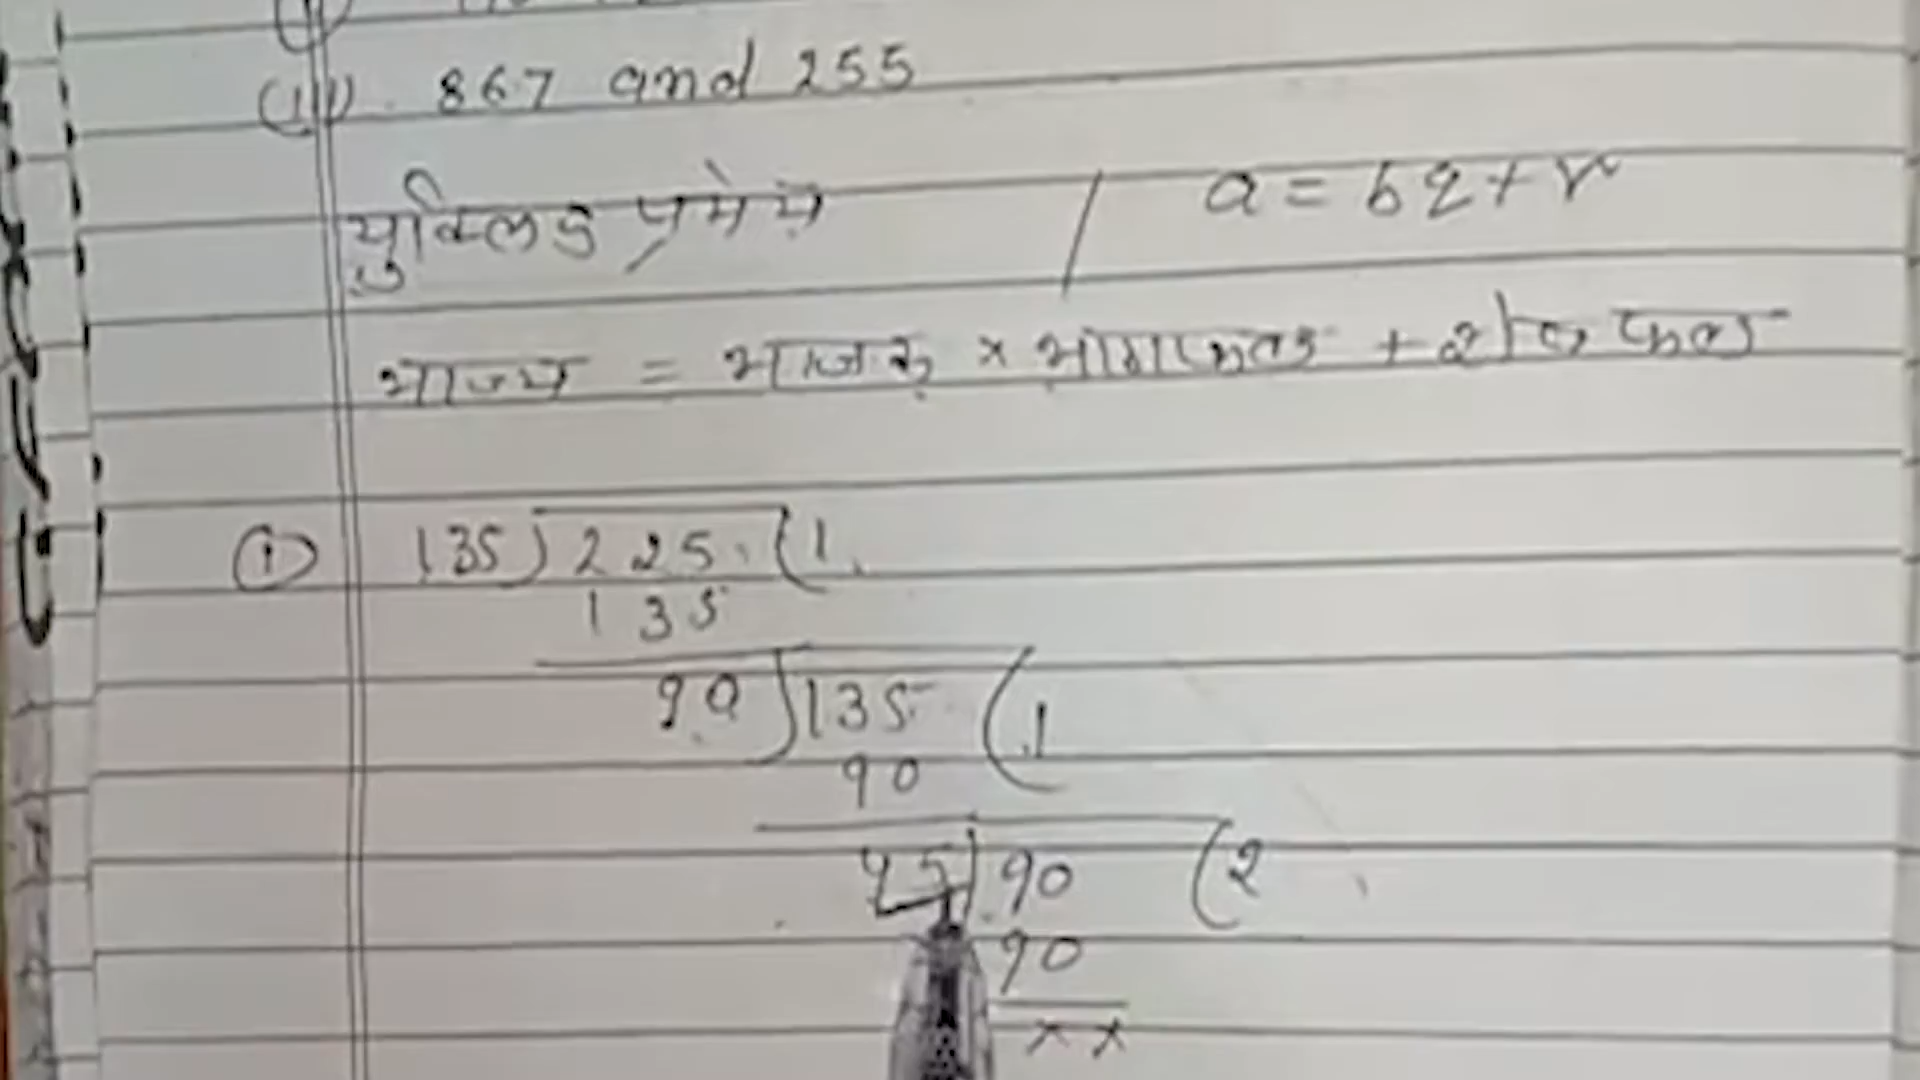 (iii) 867 and 255
युक्लिड प्रमेय / a = bq + r
भाज्य = भाजक × भागफल + शेषफल
(i) 135) 225 (1
135
90) 135 (1
90
45) 90 (2
90
× ×